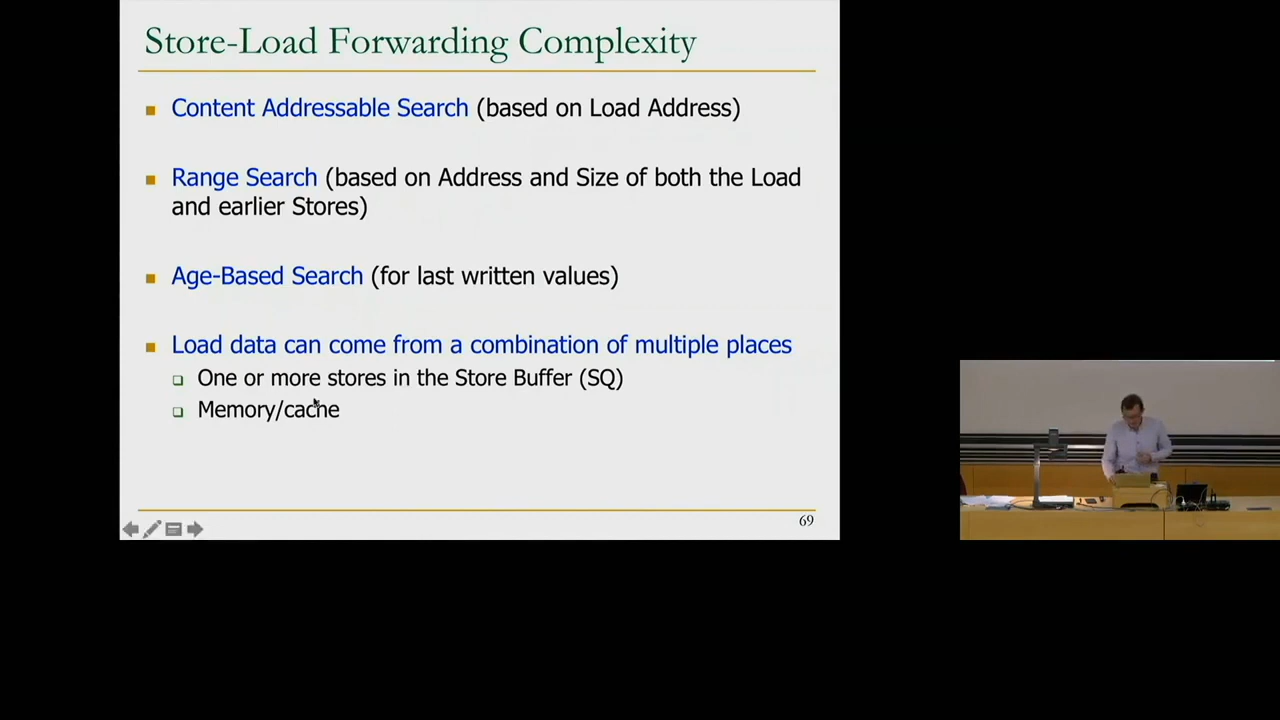 Store-Load Forwarding Complexity
Content Addressable Search (based on Load Address)
Range Search (based on Address and Size of both the Load
and earlier Stores)
Age-Based Search (for last written values)
Load data can come from a combination of multiple places
One or more stores in the Store Buffer (SQ)
Memory/cache
69